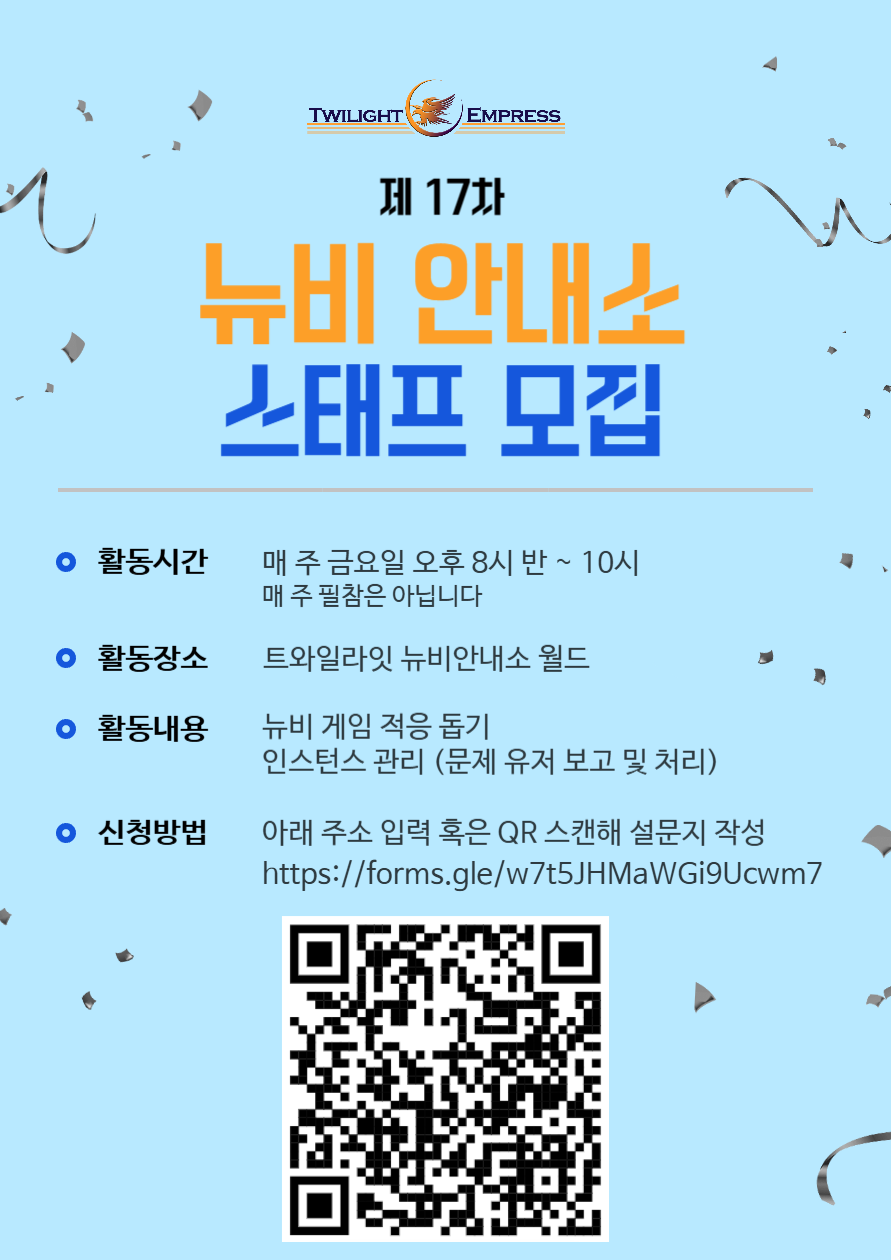 TWILIGHT EMPRESS
제 17차
뉴비 안내소
스태프 모집
활동시간 매 주 금요일 오후 8시 반 ~ 10시
매 주 필참은 아닙니다
활동장소 트와일라잇 뉴비안내소 월드
활동내용 뉴비 게임 적응 돕기
인스턴스 관리 (문제 유저 보고 및 처리)
신청방법 아래 주소 입력 혹은 QR 스캔해 설문지 작성
https://forms.gle/w7t5JHMaWGi9Ucwm7